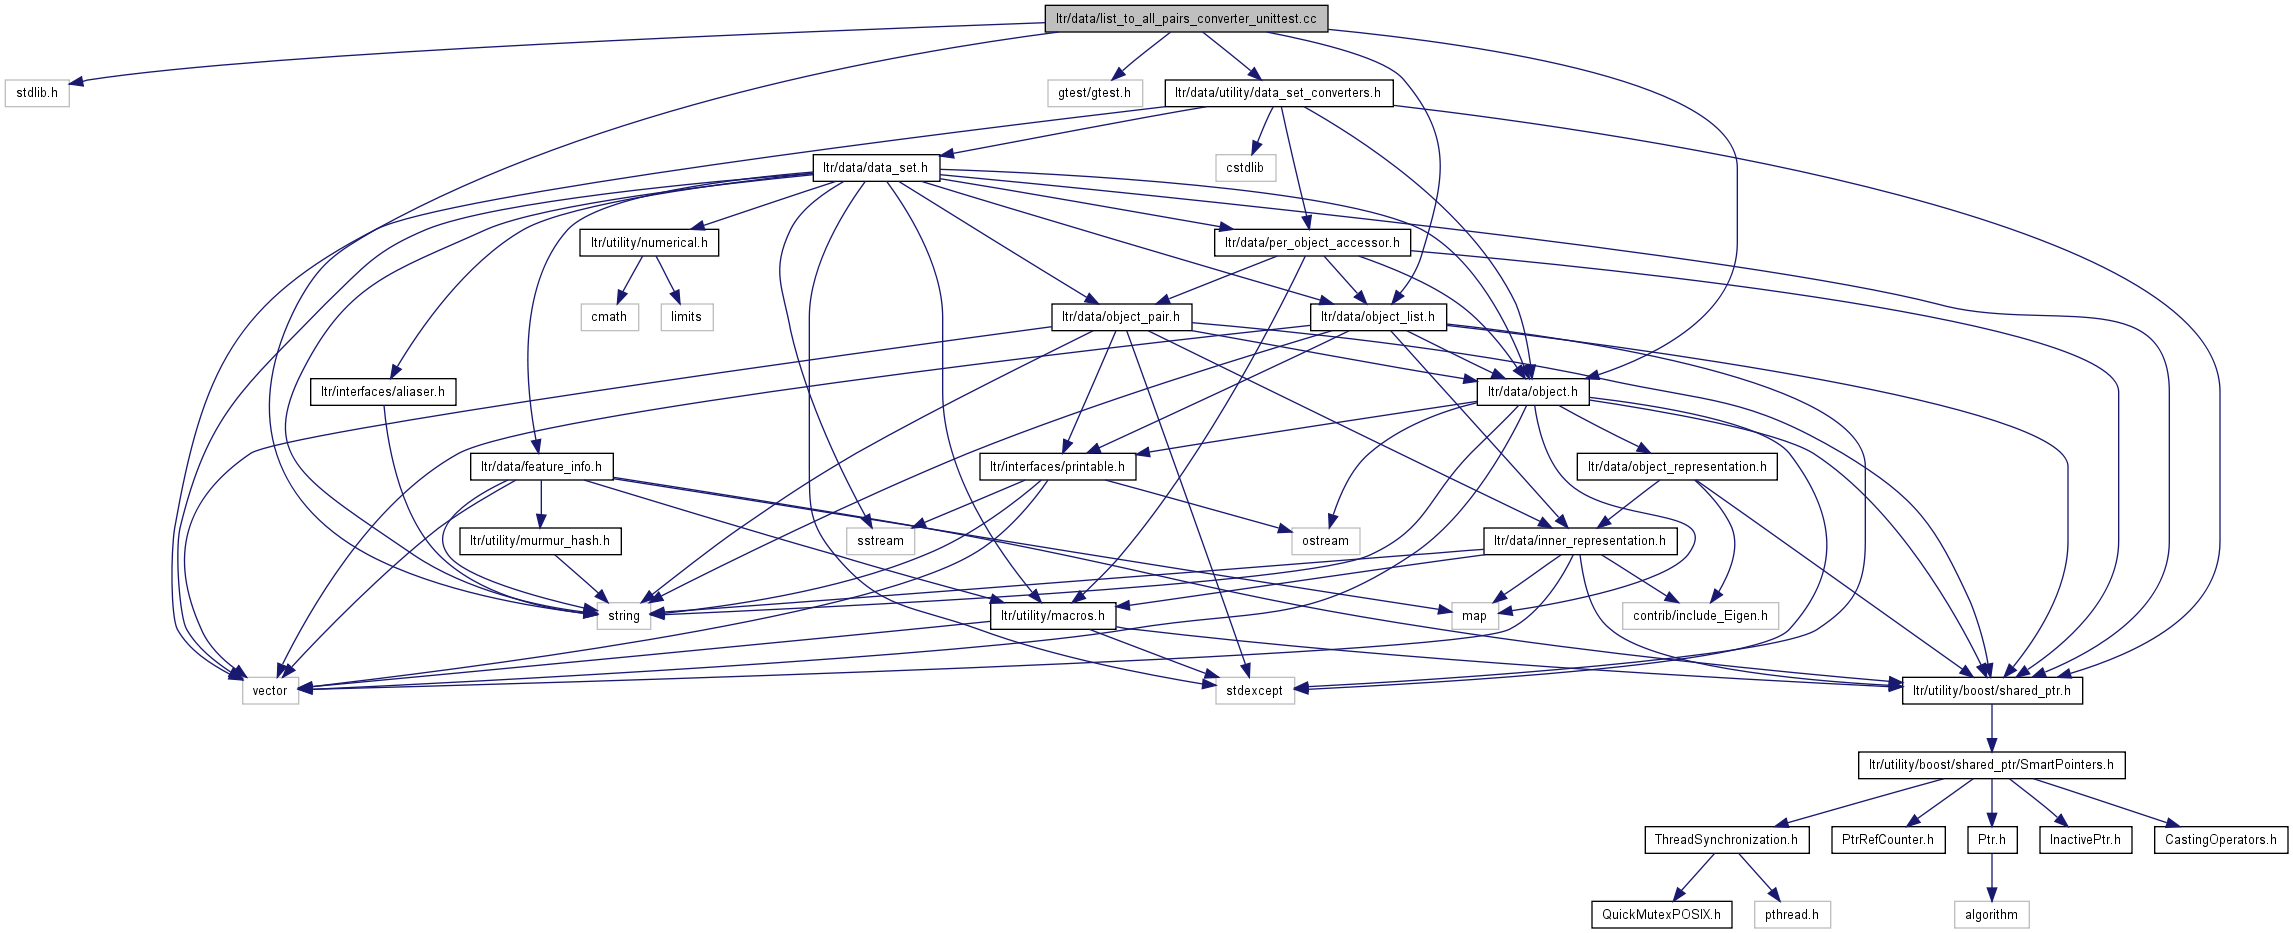 ltr/data/list_to_all_pairs_converter_unittest.cc
stdlib.h
gtest/gtest.h
ltr/data/utility/data_set_converters.h
ltr/data/data_set.h
cstdlib
ltr/utility/numerical.h
ltr/data/per_object_accessor.h
cmath
limits
ltr/data/object_pair.h
ltr/data/object_list.h
ltr/interfaces/aliaser.h
ltr/data/object.h
ltr/data/feature_info.h
ltr/interfaces/printable.h
ltr/data/object_representation.h
ltr/utility/murmur_hash.h
sstream
ostream
ltr/data/inner_representation.h
string
ltr/utility/macros.h
map
contrib/include_Eigen.h
vector
stdexcept
ltr/utility/boost/shared_ptr.h
ltr/utility/boost/shared_ptr/SmartPointers.h
ThreadSynchronization.h
PtrRefCounter.h
Ptr.h
InactivePtr.h
CastingOperators.h
QuickMutexPOSIX.h
pthread.h
algorithm